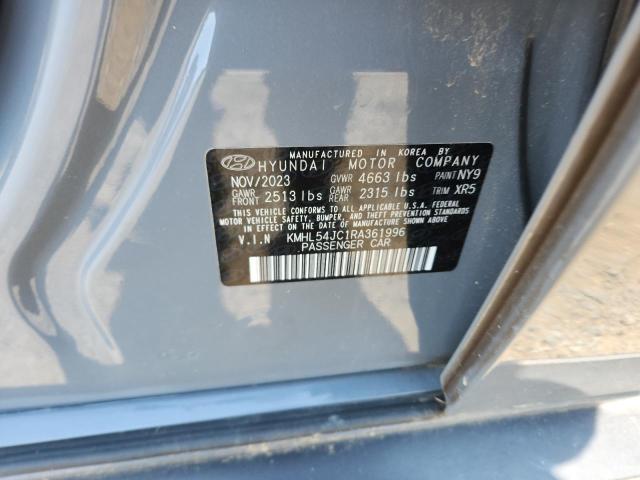 MANUFACTURED IN KOREA BY
HYUNDAI MOTOR COMPANY
NOV/2023 GVWR 4663 lbs PAINT NY9
GAWR FRONT 2513 lbs GAWR REAR 2315 lbs TRIM XR5
THIS VEHICLE CONFORMS TO ALL APPLICABLE U.S.A. FEDERAL
MOTOR VEHICLE SAFETY, BUMPER, AND THEFT PREVENTION
STANDARDS IN EFFECT ON THE DATE OF MANUFACTURE SHOWN ABOVE.
V.I.N KMHL54JC1RA361996
PASSENGER CAR